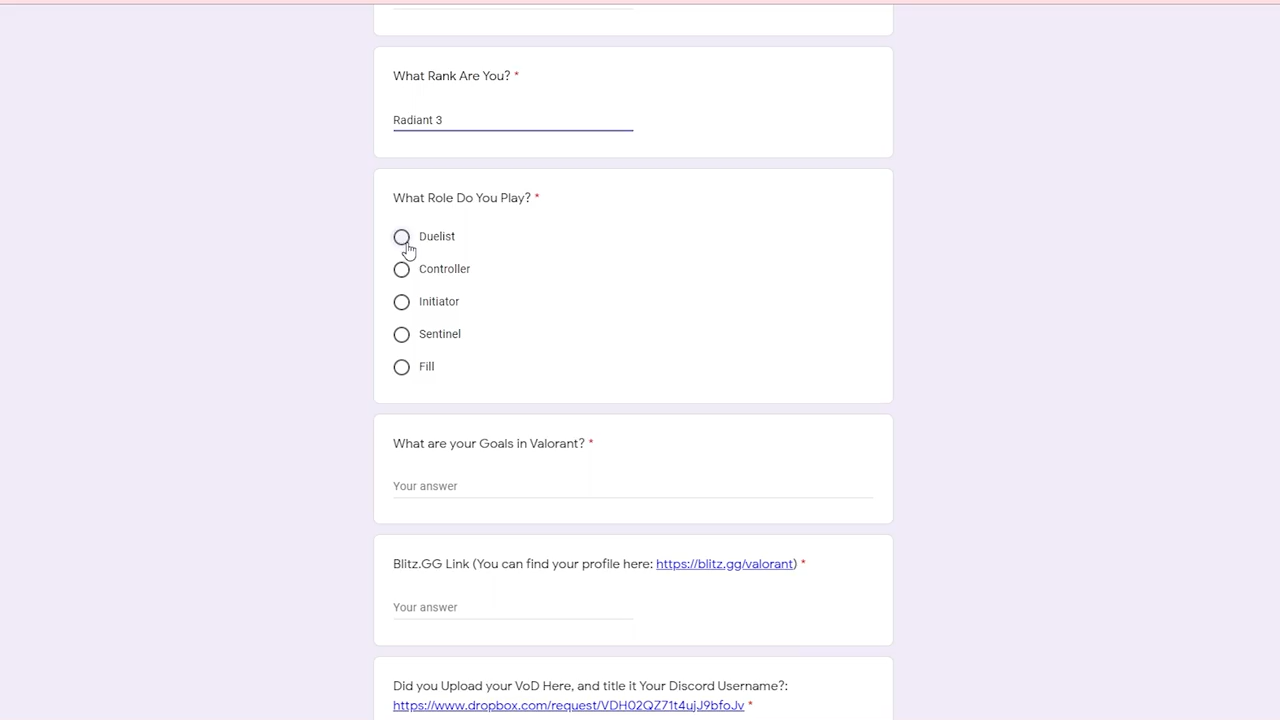 What Rank Are You? *
Radiant 3
What Role Do You Play? *
Duelist
Controller
Initiator
Sentinel
Fill
What are your Goals in Valorant? *
Your answer
Blitz.GG Link (You can find your profile here: https://blitz.gg/valorant) *
Your answer
Did you Upload your VoD Here, and title it Your Discord Username?:
https://www.dropbox.com/request/VDH02QZ71t4ujJ9bfoJv *